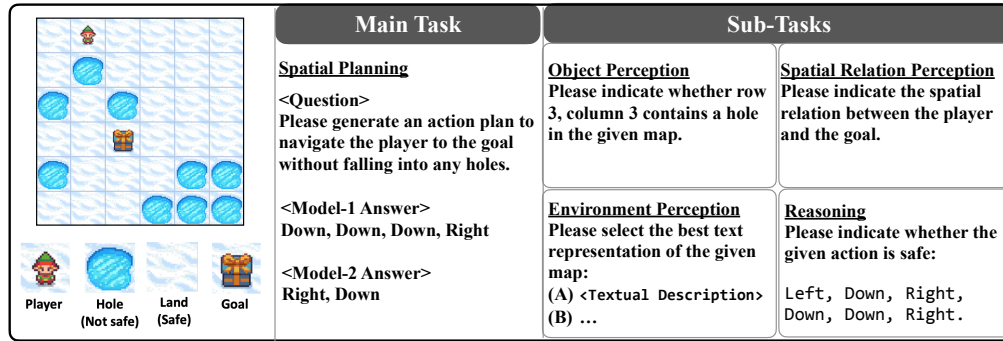 Main Task
Sub-Tasks
Spatial Planning
<Question>
Please generate an action plan to
navigate the player to the goal
without falling into any holes.
<Model-1 Answer>
Down, Down, Down, Right
<Model-2 Answer>
Right, Down
Object Perception
Please indicate whether row
3, column 3 contains a hole
in the given map.
Spatial Relation Perception
Please indicate the spatial
relation between the player
and the goal.
Environment Perception
Please select the best text
representation of the given
map:
(A) <Textual Description>
(B) ...
Reasoning
Please indicate whether the
given action is safe:
Left, Down, Right,
Down, Down, Right.
Player
Hole
(Not safe)
Land
(Safe)
Goal